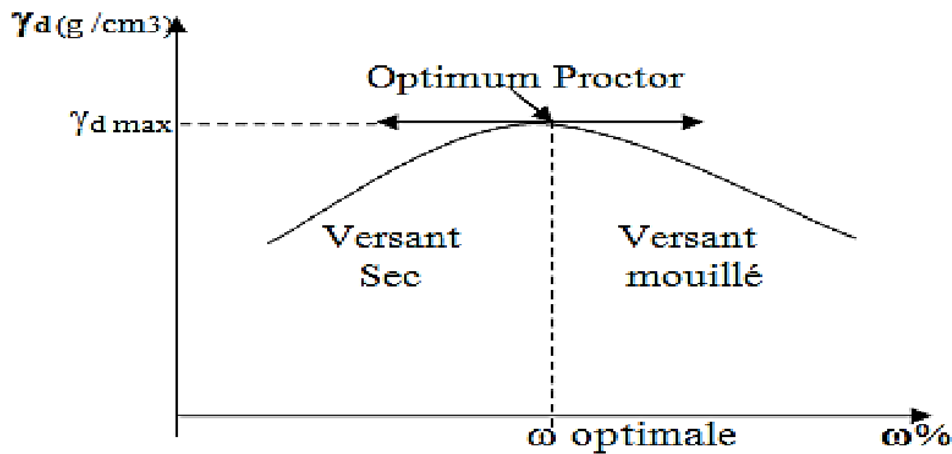 γd (g /cm3)
Optimum Proctor
γd max
Versant
Sec
Versant
mouillé
ω optimale
ω%